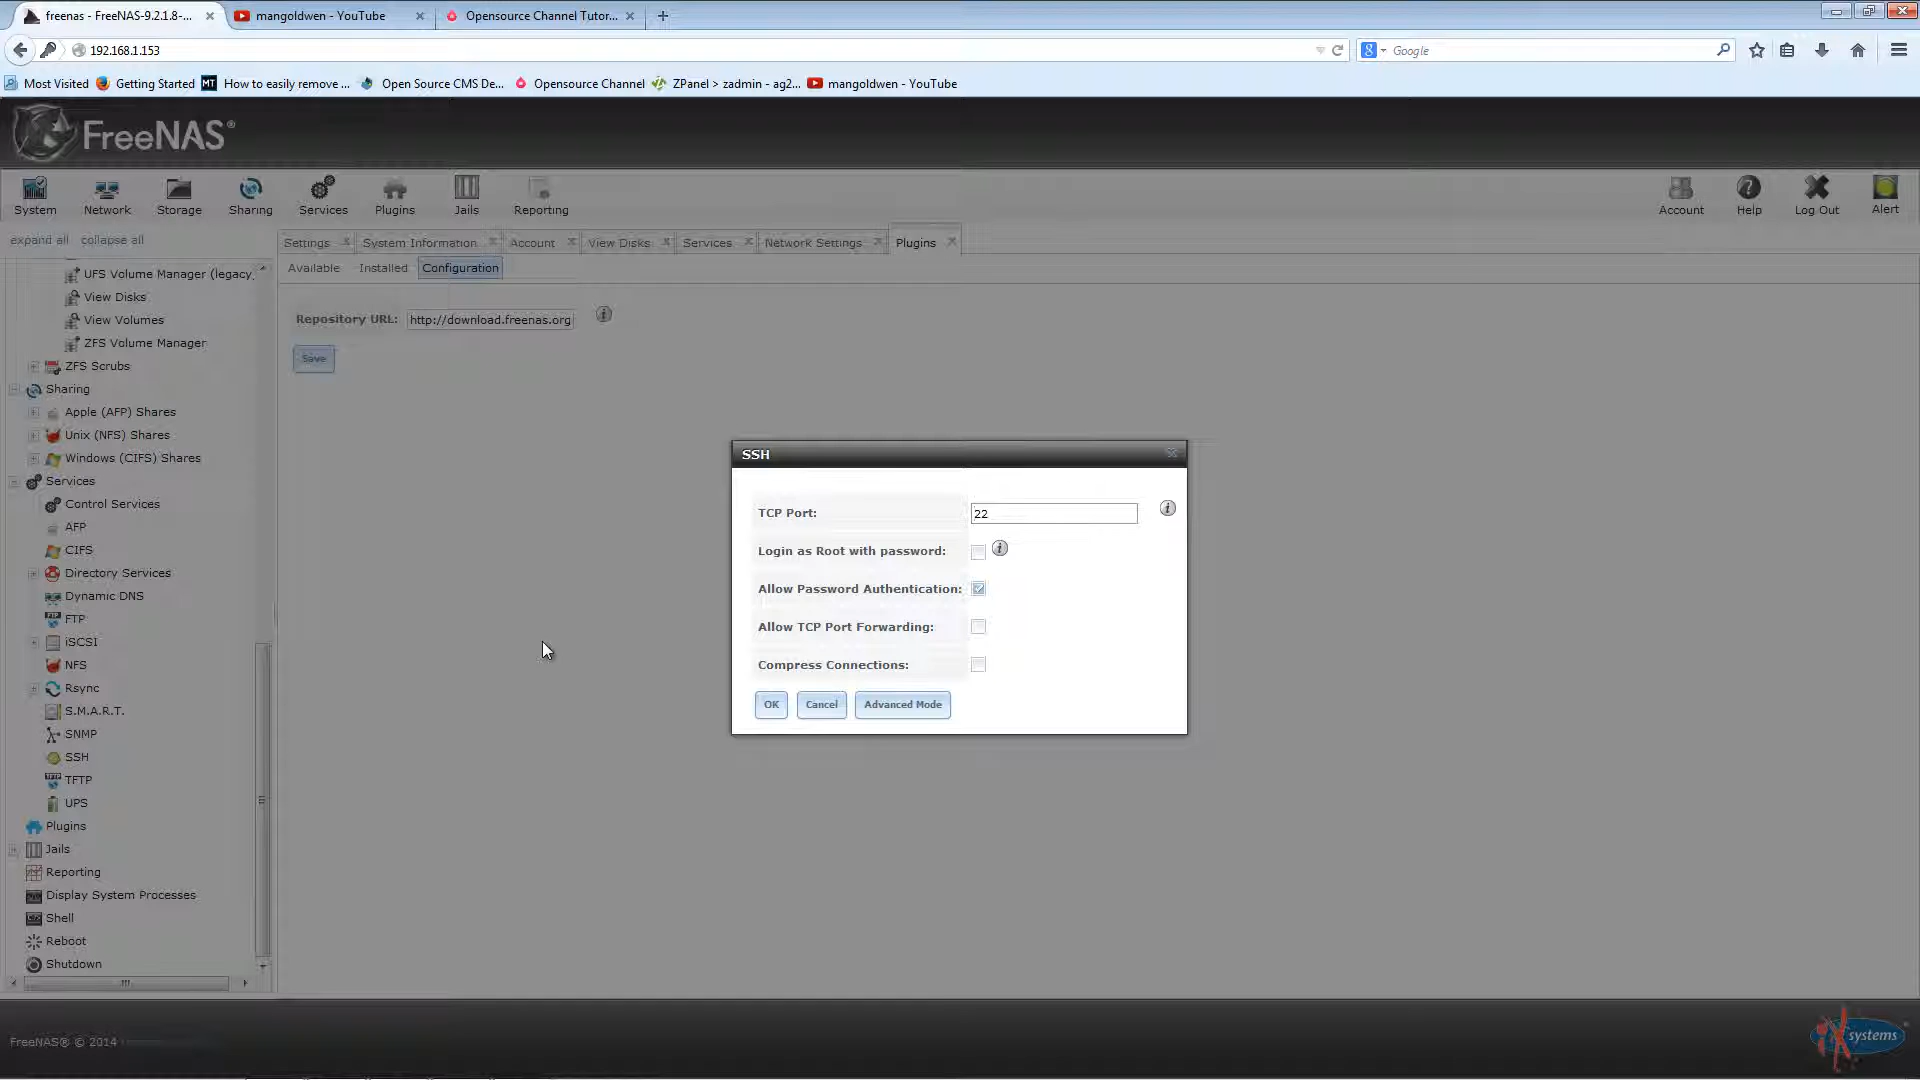 freenas - FreeNAS-9.2.1.8-...
mangoldwen - YouTube
Opensource Channel Tutor...
192.168.1.153
Google
Most Visited
Getting Started
MT
How to easily remove ...
Open Source CMS De...
Opensource Channel
ZPanel > zadmin - ag2...
mangoldwen - YouTube
FreeNAS®
System
Network
Storage
Sharing
Services
Plugins
Jails
Reporting
Account
Help
Log Out
Alert
expand all
collapse all
Settings
System Information
Account
View Disks
Services
Network Settings
Plugins
Available
Installed
Configuration
UFS Volume Manager (legacy
View Disks
View Volumes
ZFS Volume Manager
ZFS Scrubs
Sharing
Apple (AFP) Shares
Unix (NFS) Shares
Windows (CIFS) Shares
Services
Control Services
AFP
CIFS
Directory Services
Dynamic DNS
FTP
iSCSI
NFS
Rsync
S.M.A.R.T.
SNMP
SSH
TFTP
UPS
Plugins
Jails
Reporting
Display System Processes
Shell
Reboot
Shutdown
Repository URL:
http://download.freenas.org
Save
SSH
TCP Port:
22
Login as Root with password:
Allow Password Authentication:
Allow TCP Port Forwarding:
Compress Connections:
OK
Cancel
Advanced Mode
FreeNAS® © 2014
iXsystems